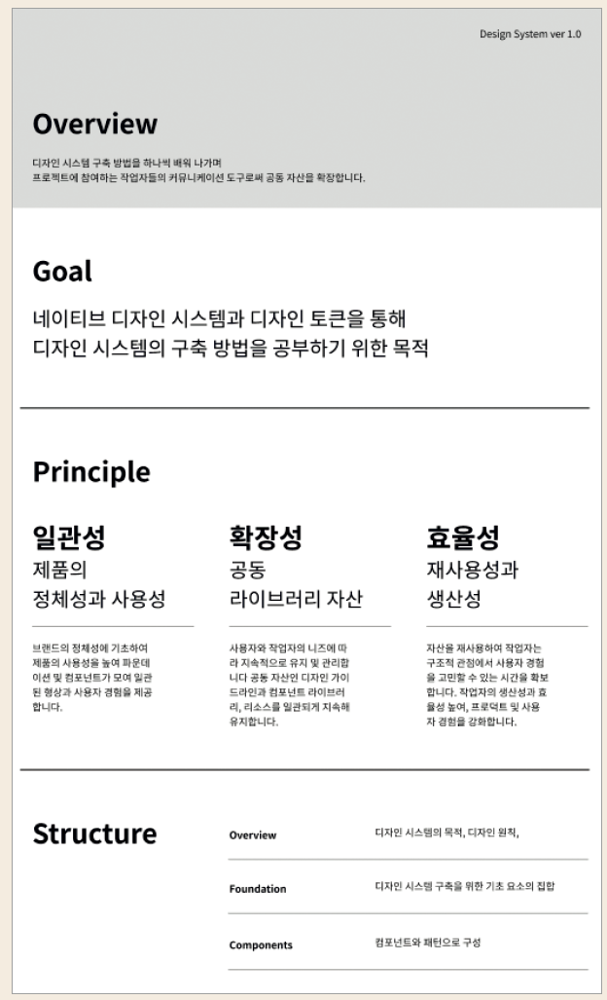 Design System ver 1.0
Overview
디자인 시스템 구축 방법을 하나씩 배워 나가며
프로젝트에 참여하는 작업자들의 커뮤니케이션 도구로써 공동 자산을 확장합니다.
Goal
네이티브 디자인 시스템과 디자인 토큰을 통해
디자인 시스템의 구축 방법을 공부하기 위한 목적
Principle
일관성
제품의
정체성과 사용성
브랜드의 정체성에 기초하여
제품의 사용성을 높여 파운데
이션 및 컴포넌트가 모여 일관
된 형상과 사용자 경험을 제공
합니다.
확장성
공동
라이브러리 자산
사용자와 작업자의 니즈에 따
라 지속적으로 유지 및 관리합
니다 공동 자산인 디자인 가이
드라인과 컴포넌트 라이브러
리, 리소스를 일관되게 지속해
유지합니다.
효율성
재사용성과
생산성
자산을 재사용하여 작업자는
구조적 관점에서 사용자 경험
을 고민할 수 있는 시간을 확보
합니다. 작업자의 생산성과 효
율성 높여, 프로덕트 및 사용
자 경험을 강화합니다.
Structure
Overview
디자인 시스템의 목적, 디자인 원칙,
Foundation
디자인 시스템 구축을 위한 기초 요소의 집합
Components
컴포넌트와 패턴으로 구성